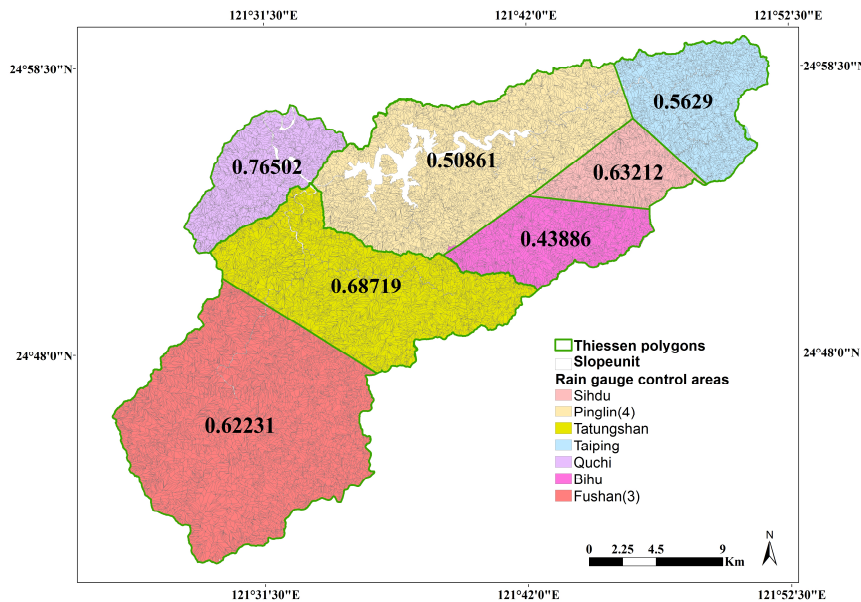 121°31'30"E 121°42'0"E 121°52'30"E
24°58'30"N 24°58'30"N
0.5629
0.76502 0.50861 0.63212
0.43886
0.68719
24°48'0"N 24°48'0"N
0.62231
Thiessen polygons
Slopeunit
Rain gauge control areas
Sihdu
Pinglin(4)
Tatungshan
Taiping
Quchi
Bihu
Fushan(3)
N
0 2.25 4.5 9
Km
121°31'30"E 121°42'0"E 121°52'30"E